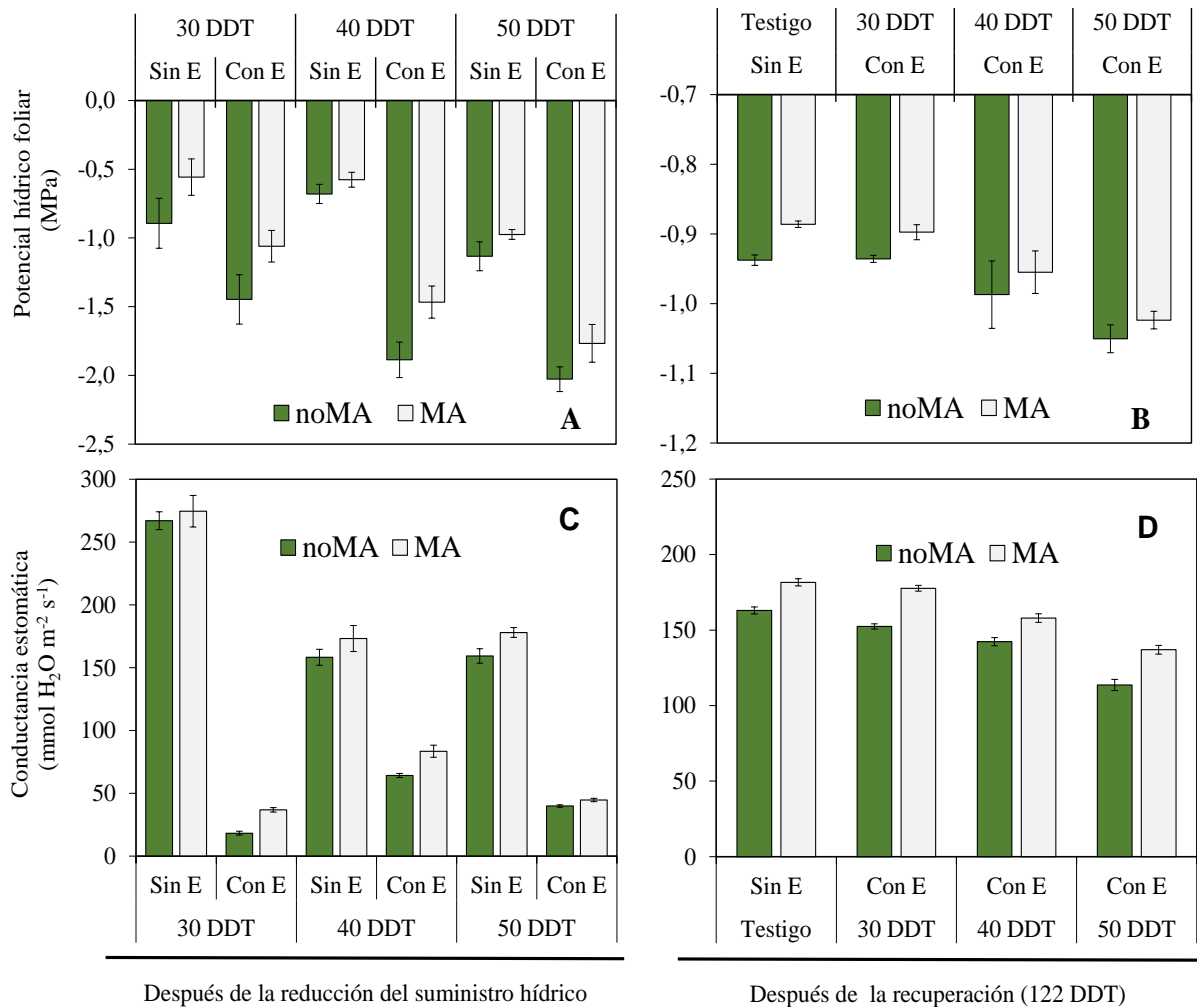 30 DDT 40 DDT 50 DDT
Sin E Con E Sin E Con E Sin E Con E
0,0
-0,5
-1,0
-1,5
-2,0
-2,5
Potencial hídrico foliar
(MPa)
noMA MA
A
Testigo 30 DDT 40 DDT 50 DDT
Sin E Con E Con E Con E
-0,7
-0,8
-0,9
-1,0
-1,1
-1,2
noMA MA
B
300
250
200
150
100
50
0
Conductancia estomática
(mmol H2O m-2 s-1)
C
noMA MA
Sin E Con E Sin E Con E Sin E Con E
30 DDT 40 DDT 50 DDT
Después de la reducción del suministro hídrico
250
200
150
100
50
0
D
noMA MA
Sin E Con E Con E Con E
Testigo 30 DDT 40 DDT 50 DDT
Después de la recuperación (122 DDT)